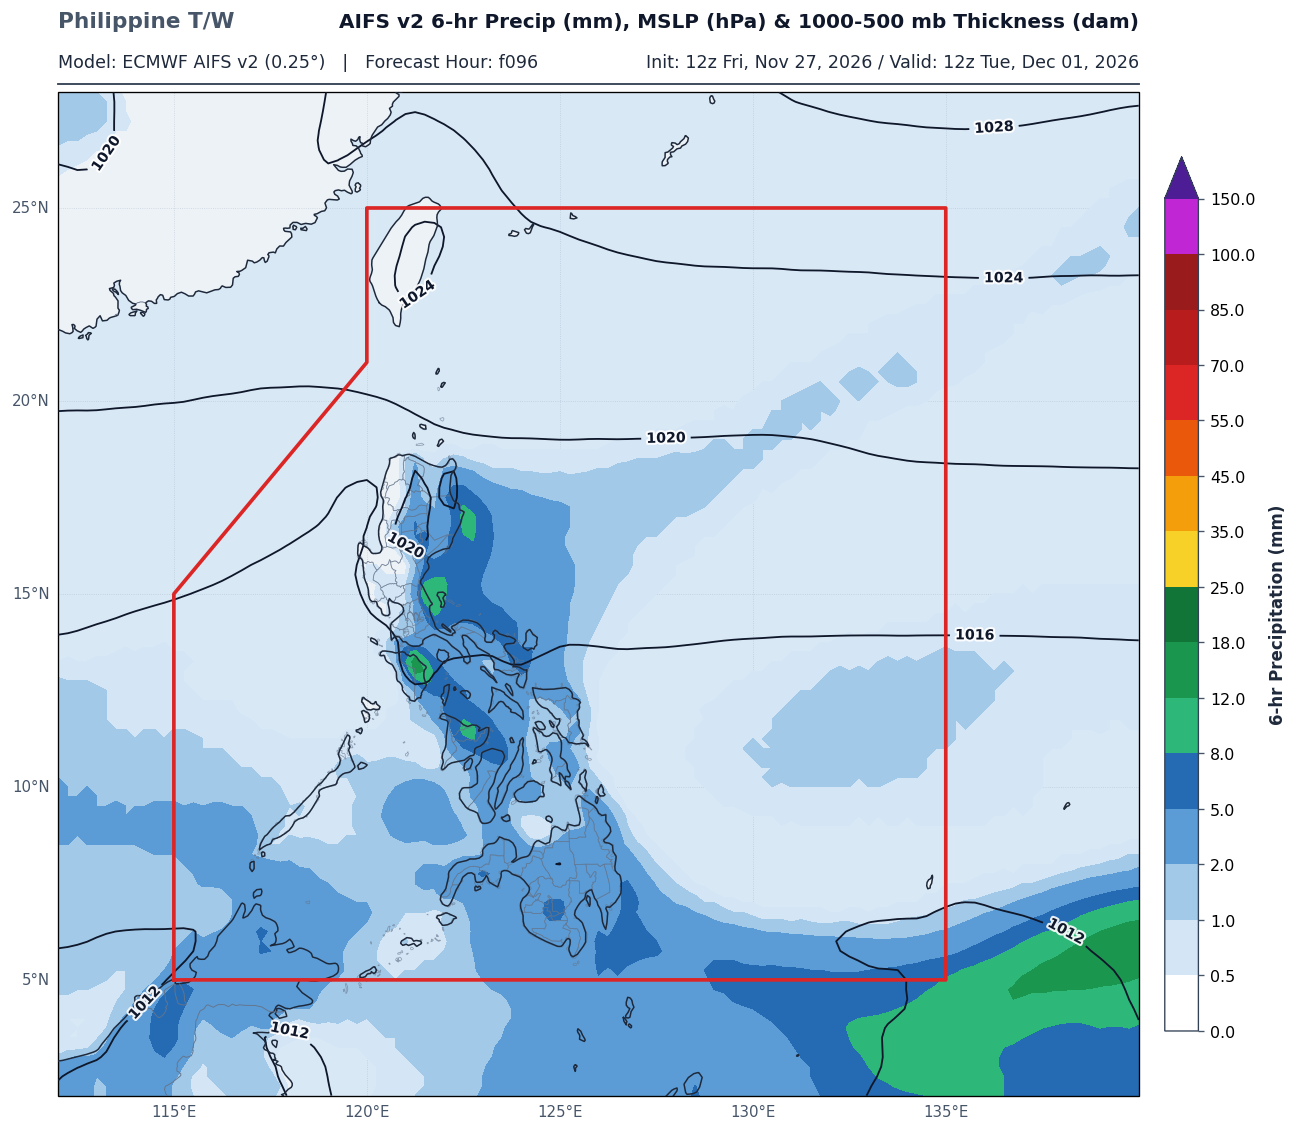 Philippine T/W
AIFS v2 6-hr Precip (mm), MSLP (hPa) & 1000-500 mb Thickness (dam)
Model: ECMWF AIFS v2 (0.25°) | Forecast Hour: f096
Init: 12z Fri, Nov 27, 2026 / Valid: 12z Tue, Dec 01, 2026
1020
1028
1024
1024
1020
1020
1016
1012
1012
1012
25°N
20°N
15°N
10°N
5°N
115°E
120°E
125°E
130°E
135°E
150.0
100.0
85.0
70.0
55.0
45.0
35.0
25.0
18.0
12.0
8.0
5.0
2.0
1.0
0.5
0.0
6-hr Precipitation (mm)